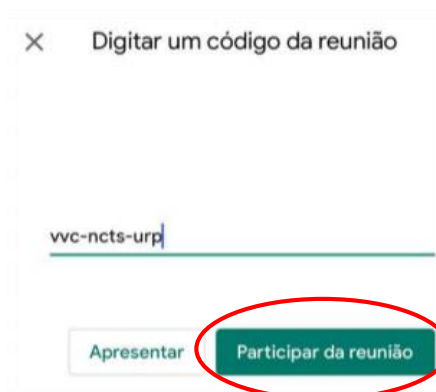 Digitar um código da reunião
vvc-ncts-urp
Apresentar Participar da reunião